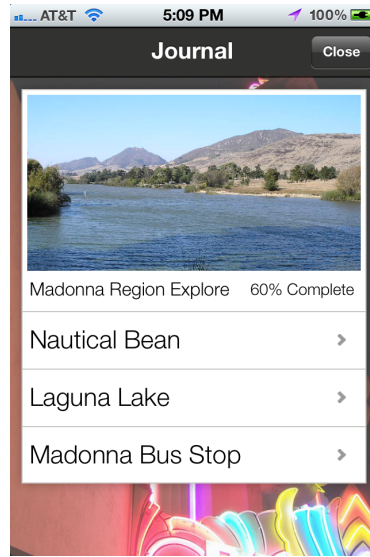 AT&T 5:09 PM 100%
Journal Close
Madonna Region Explore 60% Complete
Nautical Bean
Laguna Lake
Madonna Bus Stop